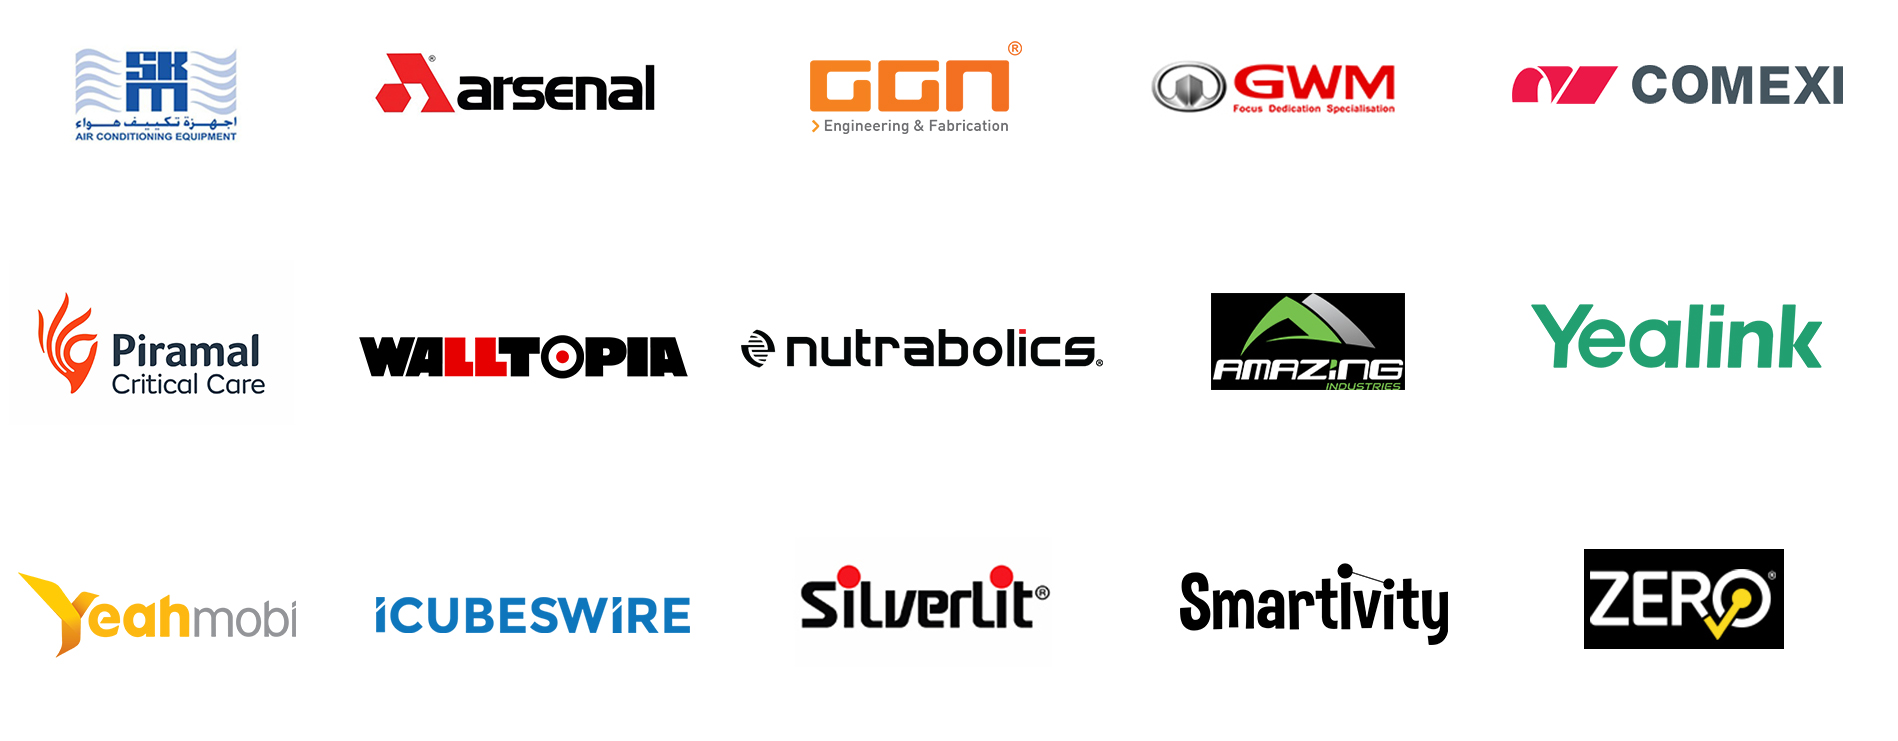 SKM
اجهزة تكييف هواء
AIR CONDITIONING EQUIPMENT
arsenal
GGN®
Engineering & Fabrication
GWM
Focus Dedication Specialisation
COMEXI
Piramal
Critical Care
WALLTOPIA
nutrabolics®
AMAZING
INDUSTRIES
Yealink
Yeahmobi
iCUBESWiRE
Silverlit®
Smartivity
ZERO®